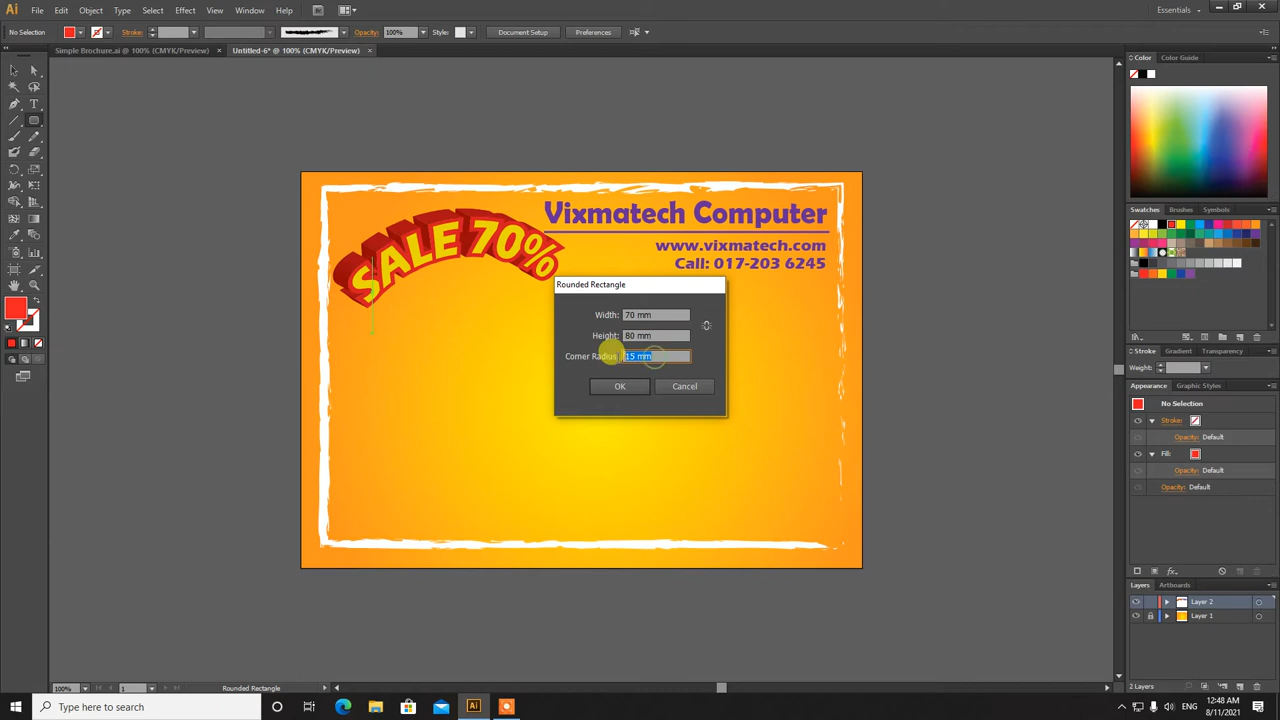 Ai File Edit Object Type Select Effect View Window Help Br Essentials
No Selection Stroke: Opacity: 100% Style: Document Setup Preferences
Simple Brochure.ai @ 100% (CMYK/Preview) × Untitled-6* @ 100% (CMYK/Preview) ×
Color Color Guide
SALE 70%
Vixmatech Computer
www.vixmatech.com
Call: 017-203 6245
Rounded Rectangle
Width: 70 mm
Height: 80 mm
Corner Radius 15 mm
OK Cancel
Swatches Brushes Symbols
Stroke Gradient Transparency
Weight:
Appearance Graphic Styles
No Selection
Stroke:
Opacity: Default
Fill:
Opacity: Default
Opacity: Default
Layers Artboards
Layer 2
Layer 1
2 Layers
100% 1 Rounded Rectangle
Type here to search
Ai
ENG
12:48 AM
8/11/2021